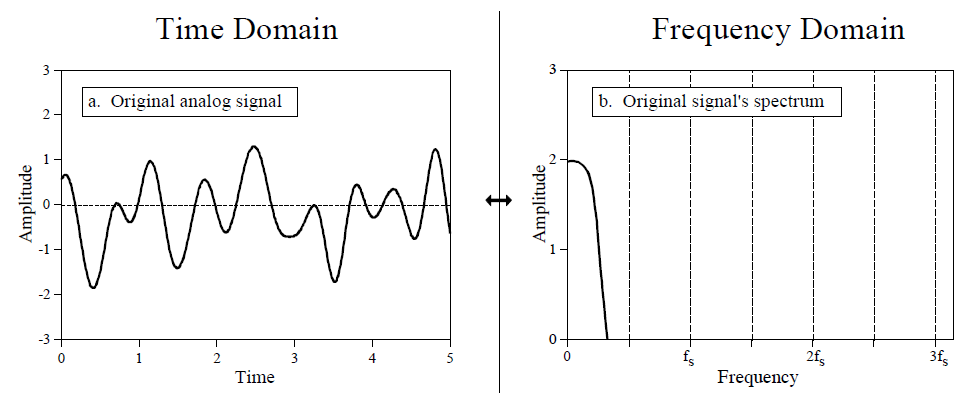 Time Domain
Frequency Domain
3
2
1
0
-1
-2
-3
Amplitude
a. Original analog signal
0 1 2 3 4 5
Time
3
2
1
0
Amplitude
b. Original signal's spectrum
0 fs 2fs 3fs
Frequency